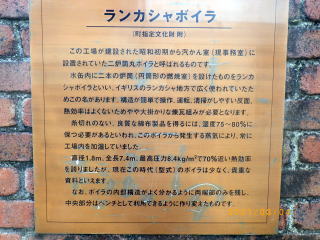 ランカシャボイラ
(町指定文化財 附)
この工場が建設された昭和初期から汽かん室(現事務室)に
設置されていた二炉筒丸ボイラと呼ばれるものです。
水缶内に二本の炉筒(円筒形の燃焼室)を設けたものをランカ
シャボイラといい、イギリスのランカシャ地方で広く使われていた
ためこの名があります。構造が簡単で操作、運転、清掃がしやすい反面、
熱効率はよくないためやや大掛かりな煉瓦組みが必要となります。
糸切れのない、良質な綿布製品を得るには、湿度75~80%に
保つ必要があるといわれ、このボイラから発生する蒸気により、常に
工場内を加湿していました。
直径1.8m、全長7.4m、最高圧力8.4kg/m²で70%近い熱効率
を誇りましたが、現在この時代(型式)のボイラは少なく、貴重な
資料といえます。
なお、ボイラの内部構造がよく分かるように両端部のみを残し、
中央部分はベンチとして利用できるように作り変えたものです。